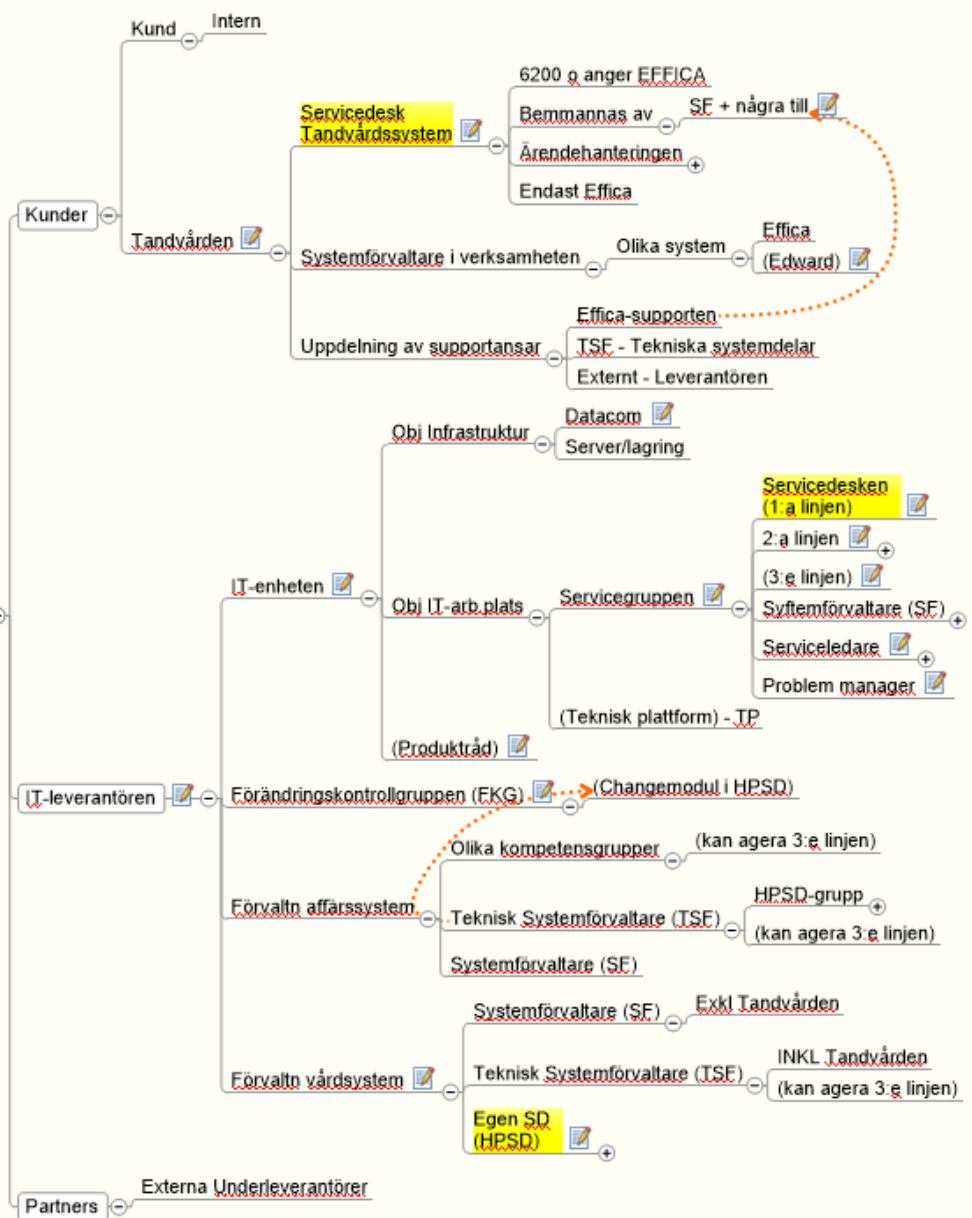 Kund
Intern
6200 o anger EFFICA
Servicedesk
Tandvårdssystem
Bemmannas av
SF + några till
Ärendehanteringen
Endast Effica
Kunder
Tandvården
Systemförvaltare i verksamheten
Olika system
Effica
(Edward)
Effica-supporten
Uppdelning av supportansar
TSF - Tekniska systemdelar
Externt - Leverantören
Obj Infrastruktur
Datacom
Server/lagring
Servicedesken
(1:a linjen)
2:a linjen
(3:e linjen)
IT-enheten
Obj IT-arb.plats
Servicegruppen
Syftemförvaltare (SF)
Serviceledare
Problem manager
(Teknisk plattform) - TP
(Produktråd)
IT-leverantören
Förändringskontrollgruppen (FKG)
(Changemodul i HPSD)
Olika kompetensgrupper
(kan agera 3:e linjen)
Förvaltn affärssystem
Teknisk Systemförvaltare (TSF)
HPSD-grupp
(kan agera 3:e linjen)
Systemförvaltare (SF)
Systemförvaltare (SF)
Exkl Tandvården
Förvaltn vårdsystem
Teknisk Systemförvaltare (TSF)
INKL Tandvården
(kan agera 3:e linjen)
Egen SD
(HPSD)
Partners
Externa Underleverantörer